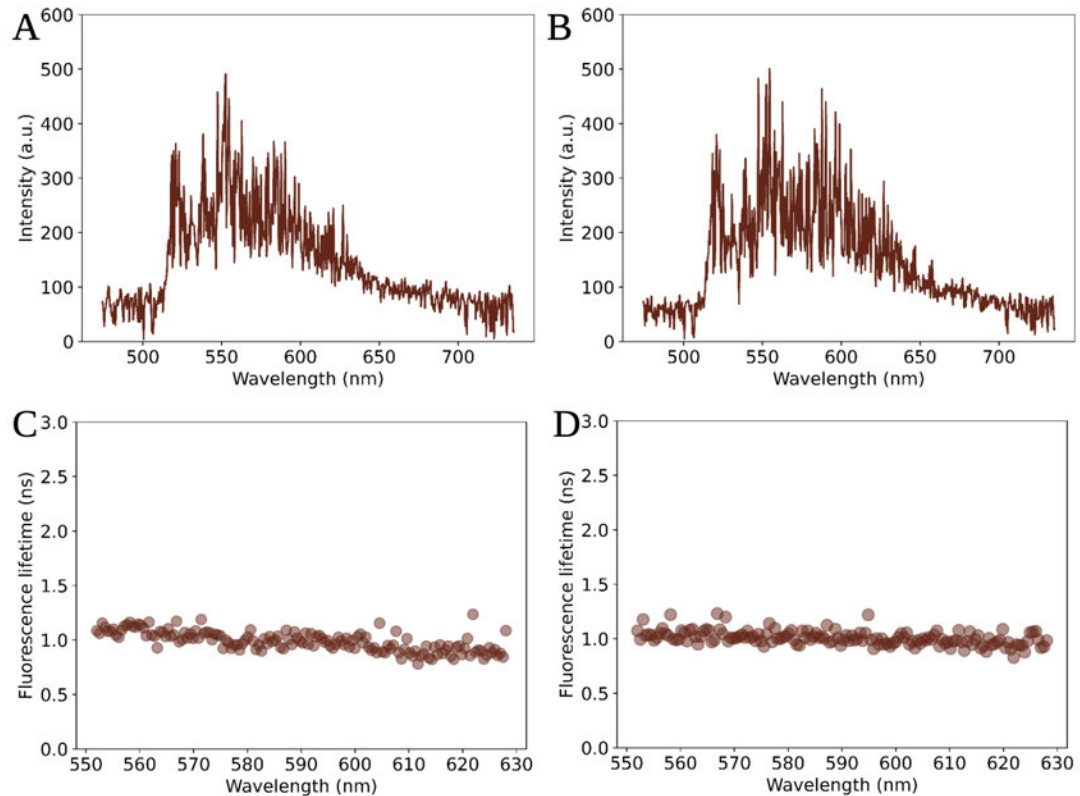 A
B
600
500
400
300
200
100
0
Intensity (a.u.)
500 550 600 650 700
Wavelength (nm)
600
500
400
300
200
100
0
Intensity (a.u.)
500 550 600 650 700
Wavelength (nm)
C
D
3.0
2.5
2.0
1.5
1.0
0.5
0.0
Fluorescence lifetime (ns)
550 560 570 580 590 600 610 620 630
Wavelength (nm)
3.0
2.5
2.0
1.5
1.0
0.5
0.0
Fluorescence lifetime (ns)
550 560 570 580 590 600 610 620 630
Wavelength (nm)